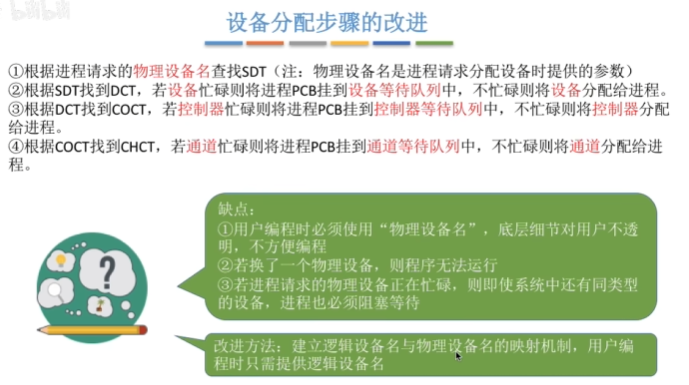 bilibili
设备分配步骤的改进
①根据进程请求的物理设备名查找SDT（注：物理设备名是进程请求分配设备时提供的参数）
②根据SDT找到DCT，若设备忙碌则将进程PCB挂到设备等待队列中，不忙碌则将设备分配给进程。
③根据DCT找到COCT，若控制器忙碌则将进程PCB挂到控制器等待队列中，不忙碌则将控制器分配
给进程。
④根据COCT找到CHCT，若通道忙碌则将进程PCB挂到通道等待队列中，不忙碌则将通道分配给进
程。
缺点：
①用户编程时必须使用“物理设备名”，底层细节对用户不透
明，不方便编程
②若换了一个物理设备，则程序无法运行
③若进程请求的物理设备正在忙碌，则即使系统中还有同类型
的设备，进程也必须阻塞等待
改进方法：建立逻辑设备名与物理设备名的映射机制，用户编
程时只需提供逻辑设备名